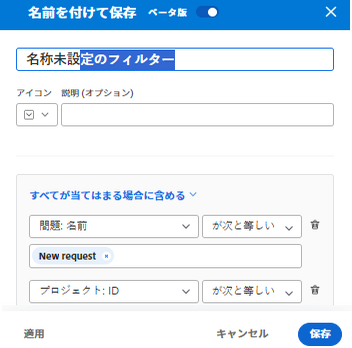 名前を付けて保存 ベータ版
名称未設定のフィルター
アイコン 説明 (オプション)
すべてが当てはまる場合に含める
問題: 名前 が次と等しい
New request
プロジェクト: ID が次と等しい
適用 キャンセル 保存